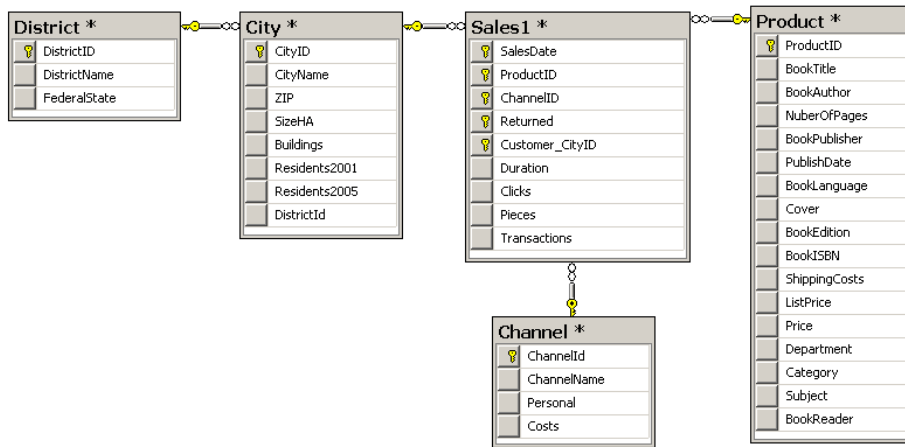 District *
DistrictID
DistrictName
FederalState
City *
CityID
CityName
ZIP
SizeHA
Buildings
Residents2001
Residents2005
DistrictId
Sales1 *
SalesDate
ProductID
ChannelID
Returned
Customer_CityID
Duration
Clicks
Pieces
Transactions
Channel *
ChannelId
ChannelName
Personal
Costs
Product *
ProductID
BookTitle
BookAuthor
NuberOfPages
BookPublisher
PublishDate
BookLanguage
Cover
BookEdition
BookISBN
ShippingCosts
ListPrice
Price
Department
Category
Subject
BookReader